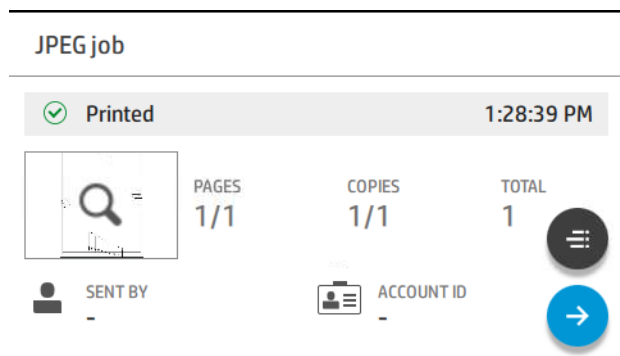 JPEG job
Printed 1:28:39 PM
PAGES COPIES TOTAL
1/1 1/1 1
SENT BY ACCOUNT ID
- -